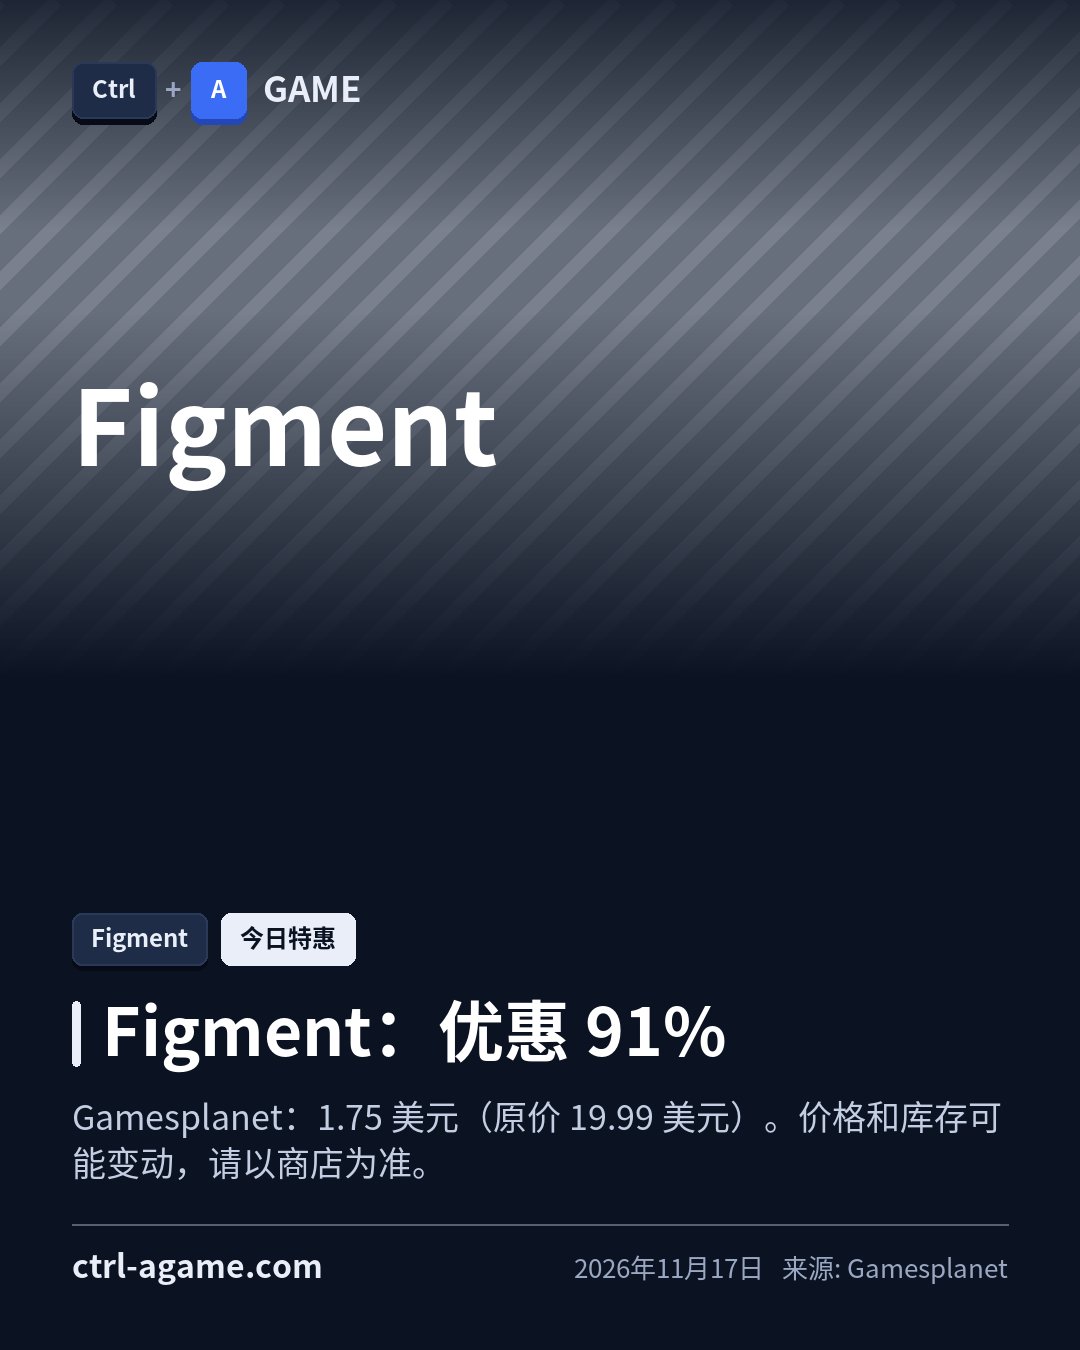 Ctrl + A GAME
Figment
Figment 今日特惠
Figment：优惠 91%
Gamesplanet：1.75 美元（原价 19.99 美元）。价格和库存可
能变动，请以商店为准。
ctrl-agame.com 2026年11月17日 来源: Gamesplanet